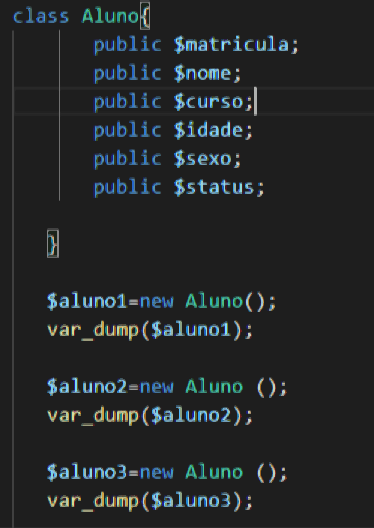 class Aluno{
public $matricula;
public $nome;
public $curso;
public $idade;
public $sexo;
public $status;
}
$aluno1=new Aluno();
var_dump($aluno1);
$aluno2=new Aluno ();
var_dump($aluno2);
$aluno3=new Aluno ();
var_dump($aluno3);